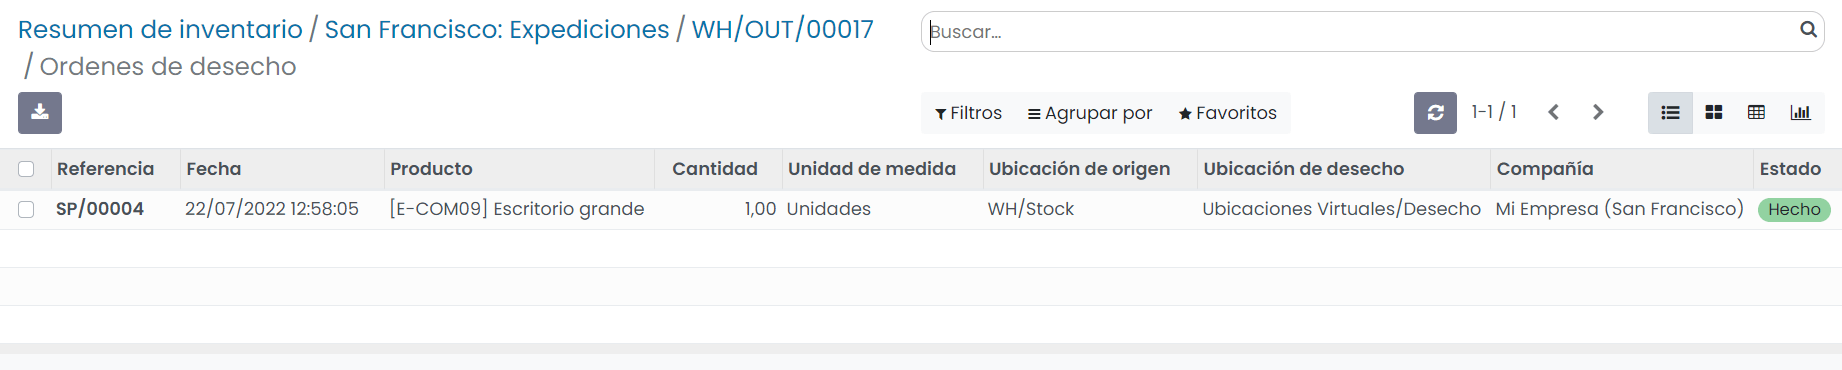 Resumen de inventario / San Francisco: Expediciones / WH/OUT/00017
/ Ordenes de desecho
Buscar...
Filtros Agrupar por Favoritos 1-1 / 1
Referencia Fecha Producto Cantidad Unidad de medida Ubicación de origen Ubicación de desecho Compañía Estado
SP/00004 22/07/2022 12:58:05 [E-COM09] Escritorio grande 1,00 Unidades WH/Stock Ubicaciones Virtuales/Desecho Mi Empresa (San Francisco) Hecho